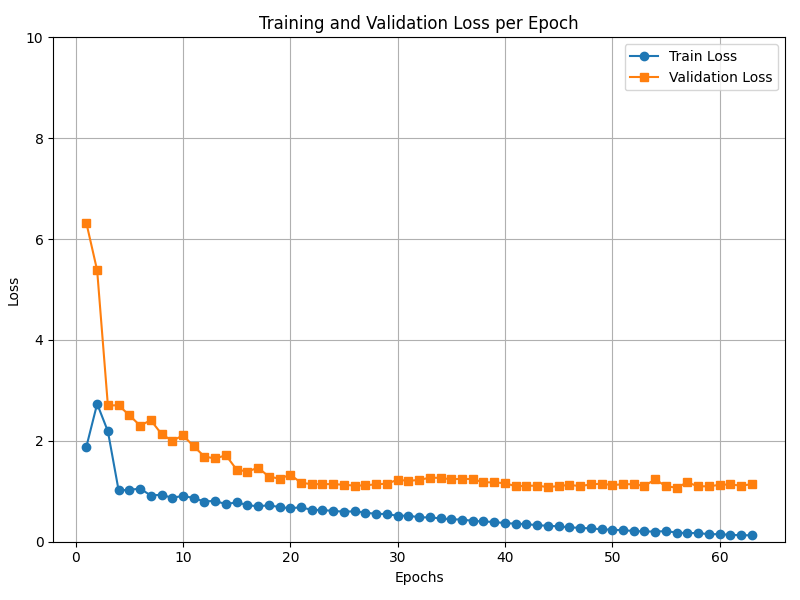 Training and Validation Loss per Epoch
10
8
6
4
2
0
Loss
Train Loss
Validation Loss
0 10 20 30 40 50 60
Epochs